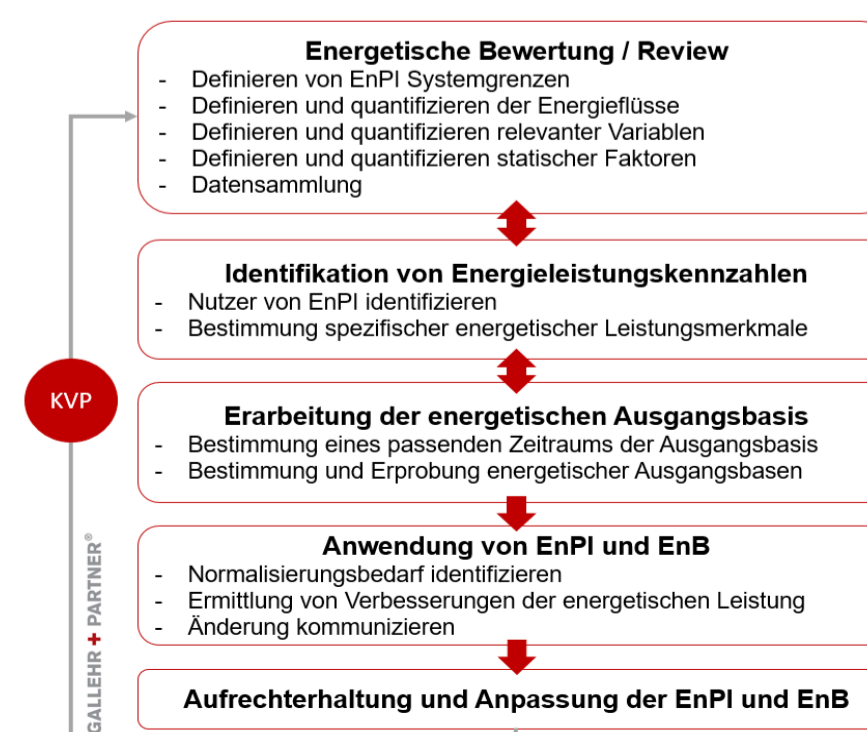 Energetische Bewertung / Review
- Definieren von EnPI Systemgrenzen
- Definieren und quantifizieren der Energieflüsse
- Definieren und quantifizieren relevanter Variablen
- Definieren und quantifizieren statischer Faktoren
- Datensammlung
Identifikation von Energieleistungskennzahlen
- Nutzer von EnPI identifizieren
- Bestimmung spezifischer energetischer Leistungsmerkmale
KVP
Erarbeitung der energetischen Ausgangsbasis
- Bestimmung eines passenden Zeitraums der Ausgangsbasis
- Bestimmung und Erprobung energetischer Ausgangsbasen
Anwendung von EnPI und EnB
- Normalisierungsbedarf identifizieren
- Ermittlung von Verbesserungen der energetischen Leistung
- Änderung kommunizieren
Aufrechterhaltung und Anpassung der EnPI und EnB
GALLEHR + PARTNER®